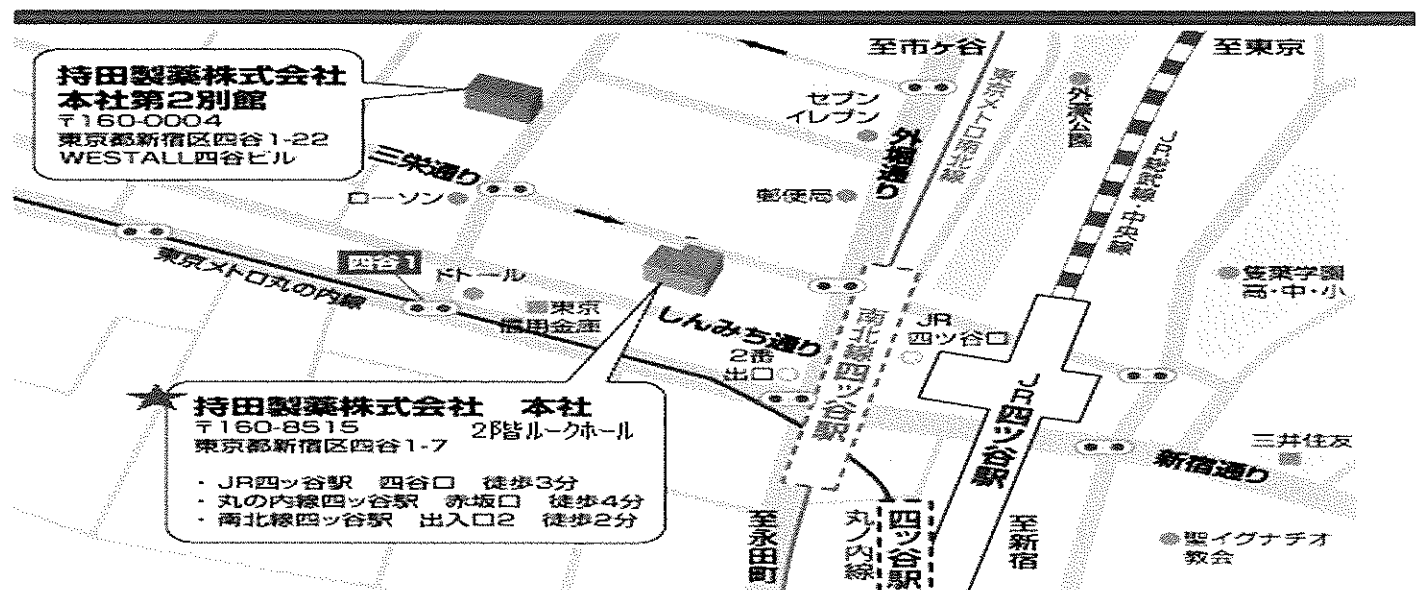 持田製薬株式会社
本社第2別館
〒160-0004
東京都新宿区四谷1-22
WESTALL四谷ビル
至市ヶ谷
至東京
セブン
イレブン
外堀通り
東京メトロ南北線
外濠公園
JR総武線・中央線
三栄通り
ローソン
郵便局
東京メトロ丸の内線
四谷1
ドトール
東京
信用金庫
しんみち通り
2番
出口
南北線四ツ谷駅
JR
四ツ谷口
JR四ツ谷駅
雙葉学園
高・中・小
三井住友
新宿通り
持田製薬株式会社 本社
〒160-8515 2階ルークホール
東京都新宿区四谷1-7
・JR四ッ谷駅 四谷口 徒歩3分
・丸の内線四ッ谷駅 赤坂口 徒歩4分
・南北線四ッ谷駅 出入口2 徒歩2分
至永田町
丸ノ内線
四ツ谷駅
至新宿
聖イグナチオ
教会